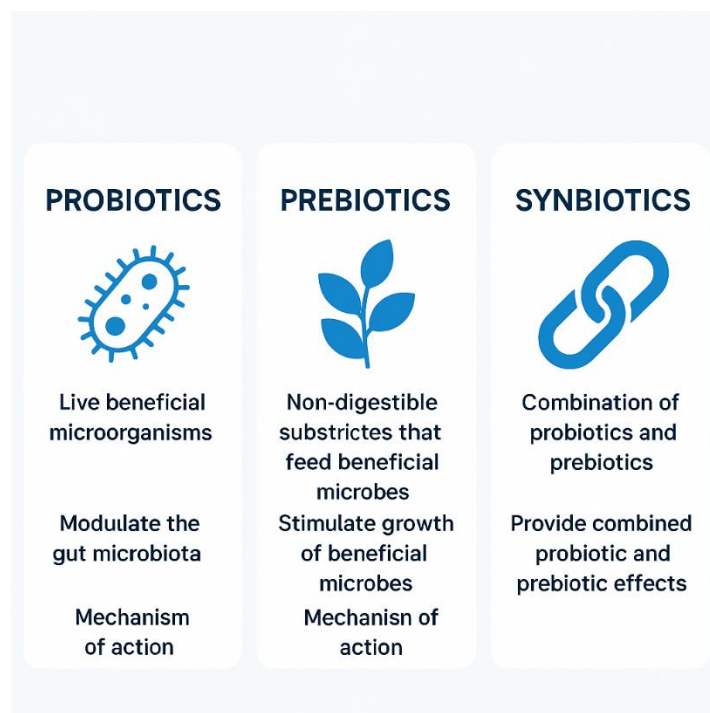 PROBIOTICS
Live beneficial
microorganisms
Modulate the
gut microbiota
Mechanism
of action
PREBIOTICS
Non-digestible
substrictes that
feed beneficial
microbes
Stimulate growth
of beneficial
microbes
Mechanisn of
action
SYNBIOTICS
Combination of
probiotics and
prebiotics
Provide combined
probiotic and
prebiotic effects